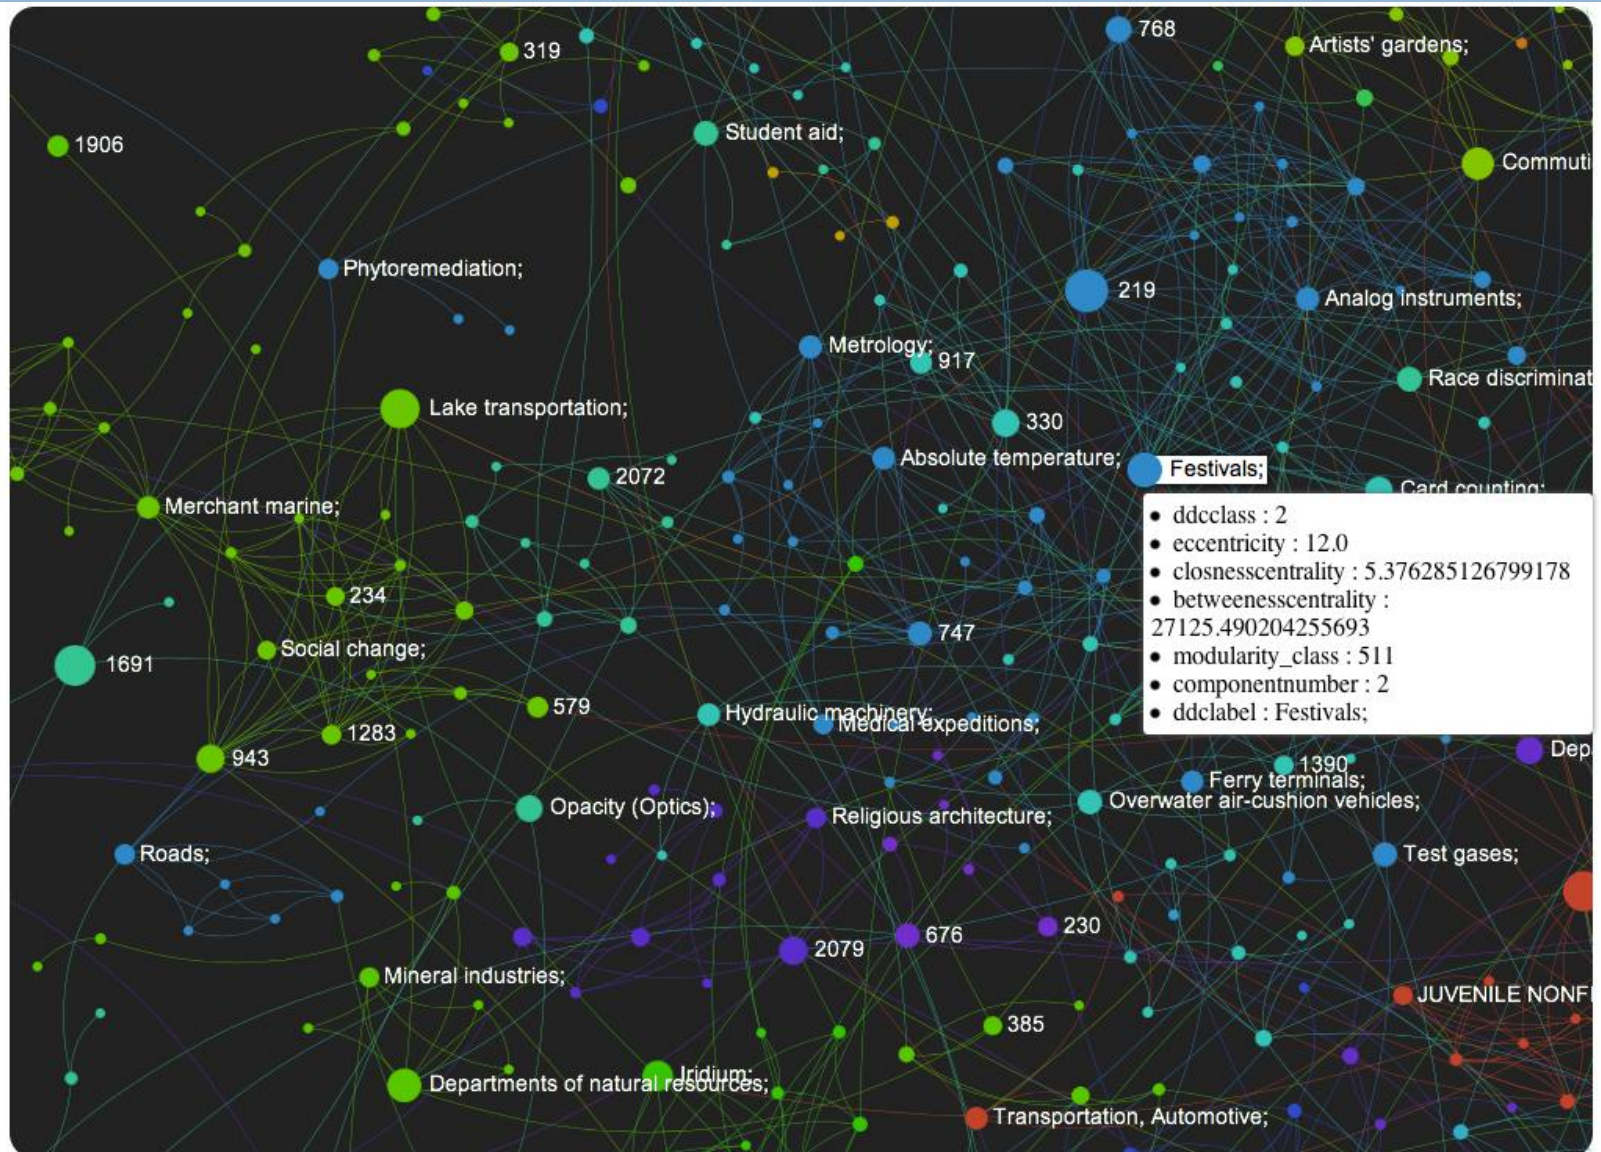 768
319
Artists' gardens;
Student aid;
1906
Commuti
Phytoremediation;
219
Analog instruments;
Metrology;
917
Race discriminat
Lake transportation;
330
Absolute temperature;
Festivals;
2072
Card counting;
Merchant marine;
ddcclass : 2
eccentricity : 12.0
closnesscentrality : 5.376285126799178
betweenesscentrality :
27125.490204255693
modularity_class : 511
componentnumber : 2
ddclabel : Festivals;
234
747
Social change;
1691
579
Hydraulic machinery;
Medical expeditions;
1283
943
Dep
1390
Ferry terminals;
Overwater air-cushion vehicles;
Opacity (Optics);
Religious architecture;
Roads;
Test gases;
230
676
2079
Mineral industries;
JUVENILE NONF
385
Iridium;
Departments of natural resources;
Transportation, Automotive;